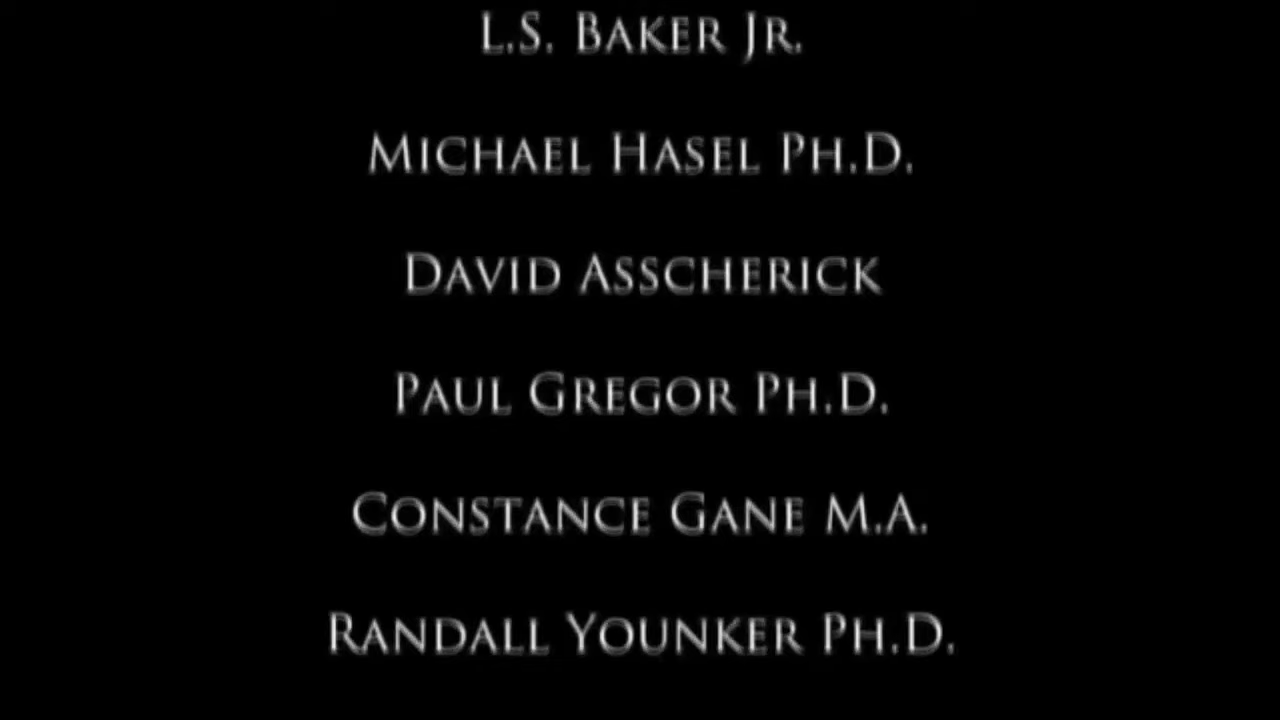 L.S. Baker Jr.
Michael Hasel Ph.D.
David Asscherick
Paul Gregor Ph.D.
Constance Gane M.A.
Randall Younker Ph.D.